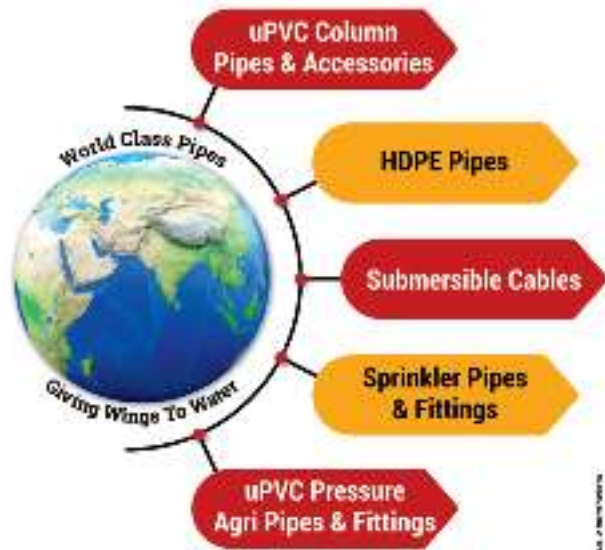 uPVC Column
Pipes & Accessories
World Class Pipes
HDPE Pipes
Submersible Cables
Giving Wings To Water
Sprinkler Pipes
& Fittings
uPVC Pressure
Agri Pipes & Fittings